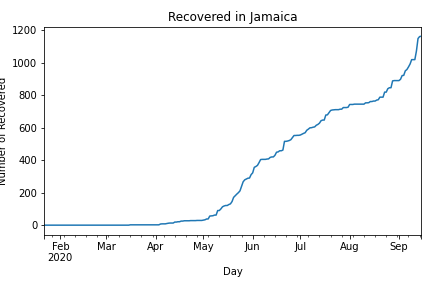 Recovered in Jamaica
1200
1000
800
600
400
200
0
Number of Recovered
Feb
2020
Mar
Apr
May
Jun
Jul
Aug
Sep
Day